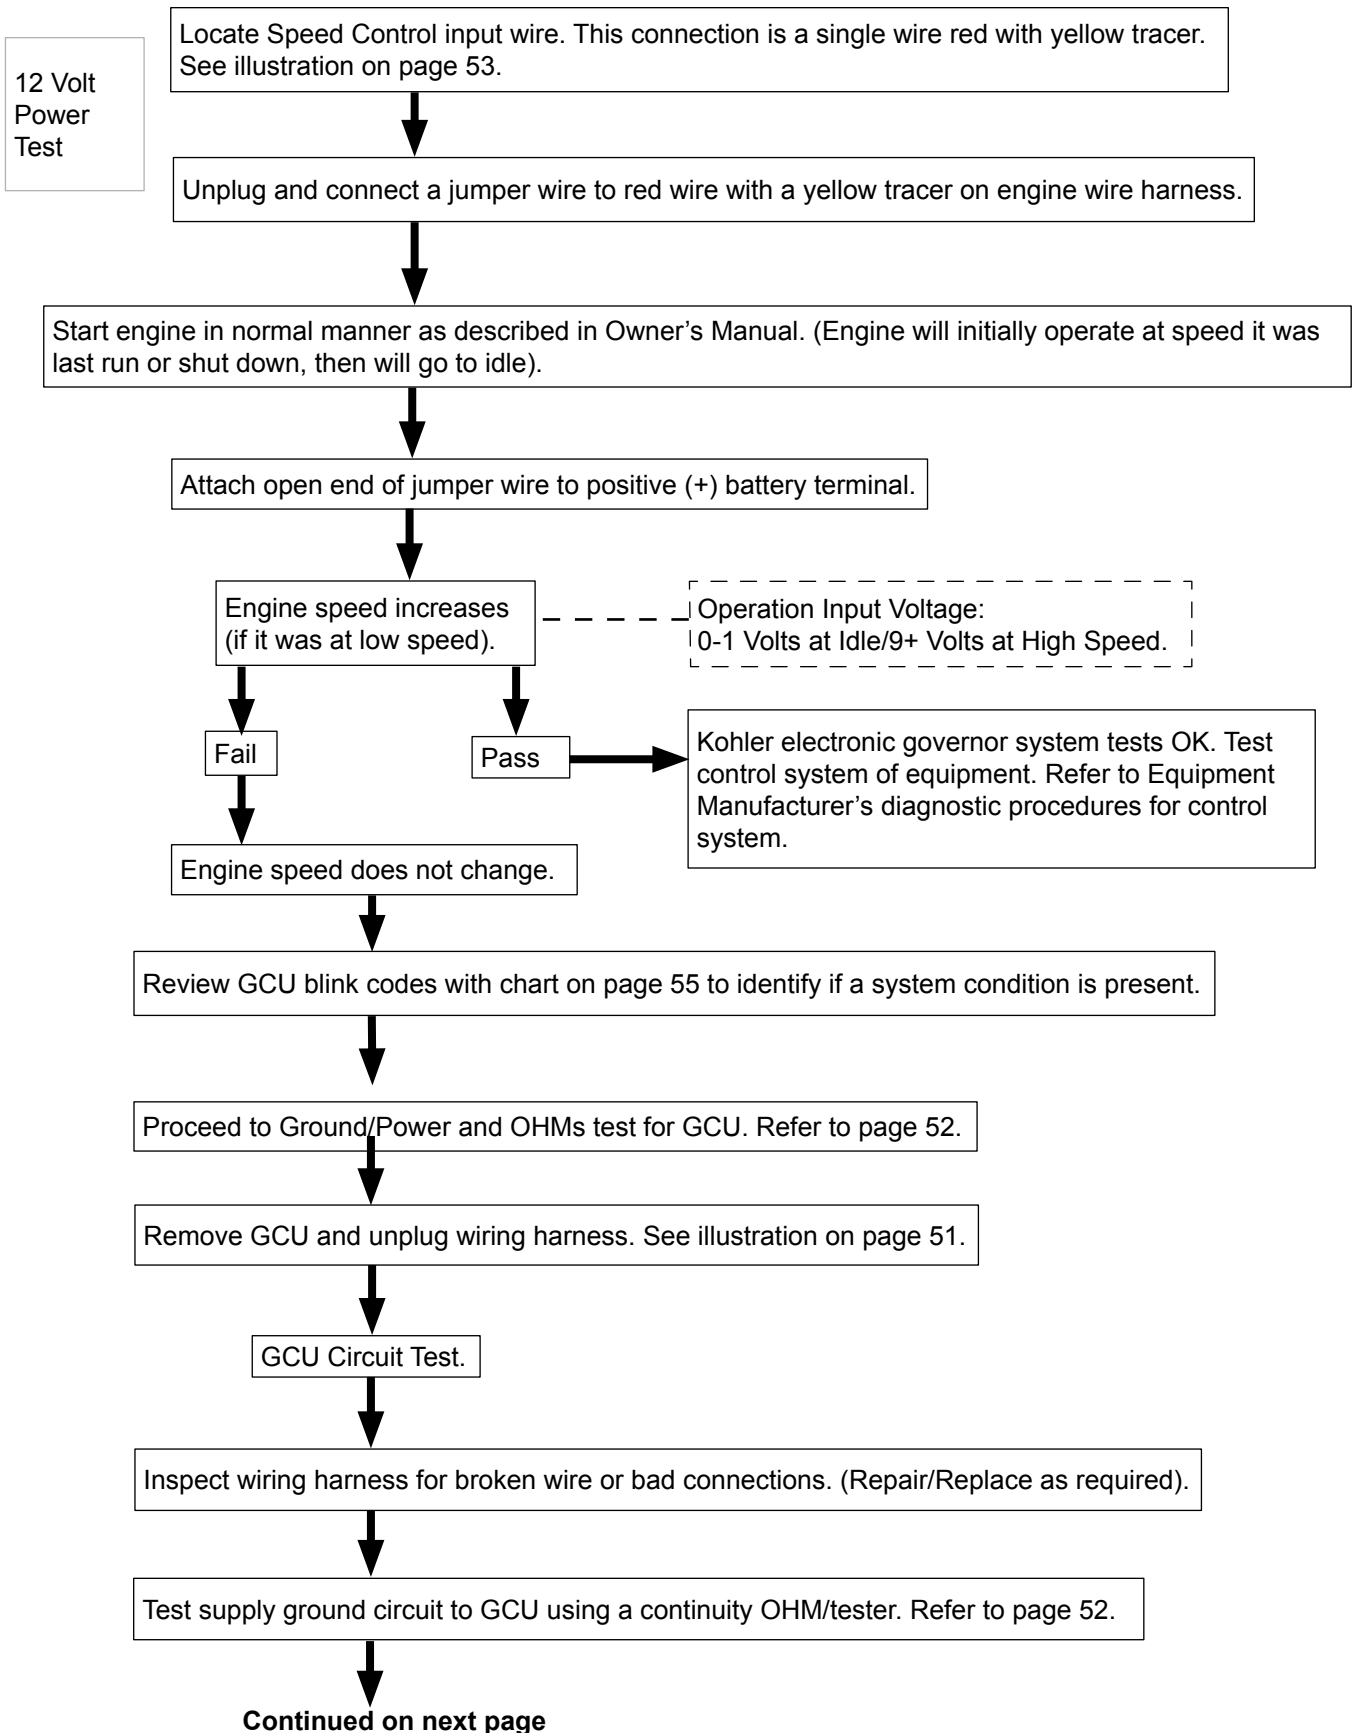 12 Volt
Power
Test
Locate Speed Control input wire. This connection is a single wire red with yellow tracer.
See illustration on page 53.
Unplug and connect a jumper wire to red wire with a yellow tracer on engine wire harness.
Start engine in normal manner as described in Owner’s Manual. (Engine will initially operate at speed it was
last run or shut down, then will go to idle).
Attach open end of jumper wire to positive (+) battery terminal.
Engine speed increases
(if it was at low speed).
Operation Input Voltage:
0-1 Volts at Idle/9+ Volts at High Speed.
Fail
Pass
Kohler electronic governor system tests OK. Test
control system of equipment. Refer to Equipment
Manufacturer’s diagnostic procedures for control
system.
Engine speed does not change.
Review GCU blink codes with chart on page 55 to identify if a system condition is present.
Proceed to Ground/Power and OHMs test for GCU. Refer to page 52.
Remove GCU and unplug wiring harness. See illustration on page 51.
GCU Circuit Test.
Inspect wiring harness for broken wire or bad connections. (Repair/Replace as required).
Test supply ground circuit to GCU using a continuity OHM/tester. Refer to page 52.
Continued on next page